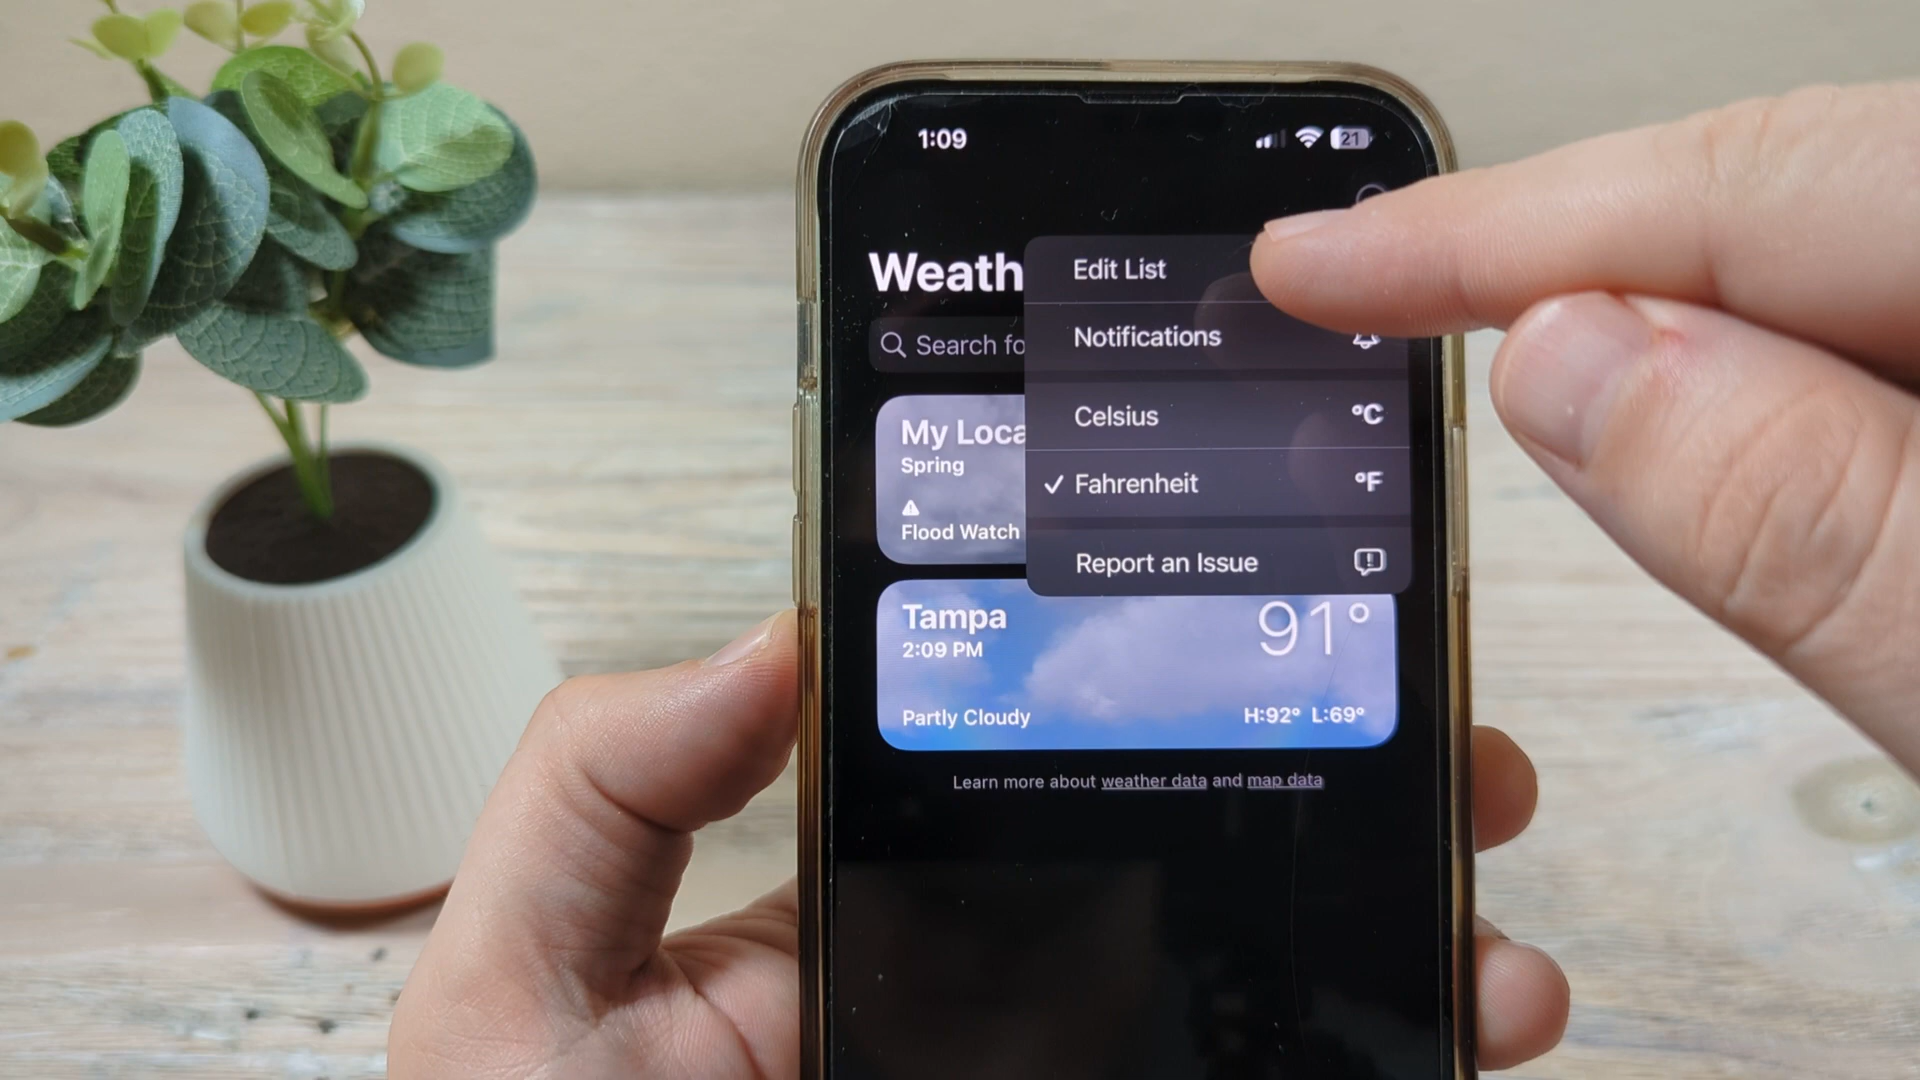 1:09
21
Weath
Edit List
Notifications
Search fo
Celsius °C
My Loca
Spring
✓ Fahrenheit °F
Flood Watch
Report an Issue
Tampa
91°
2:09 PM
Partly Cloudy
H:92° L:69°
Learn more about weather data and map data